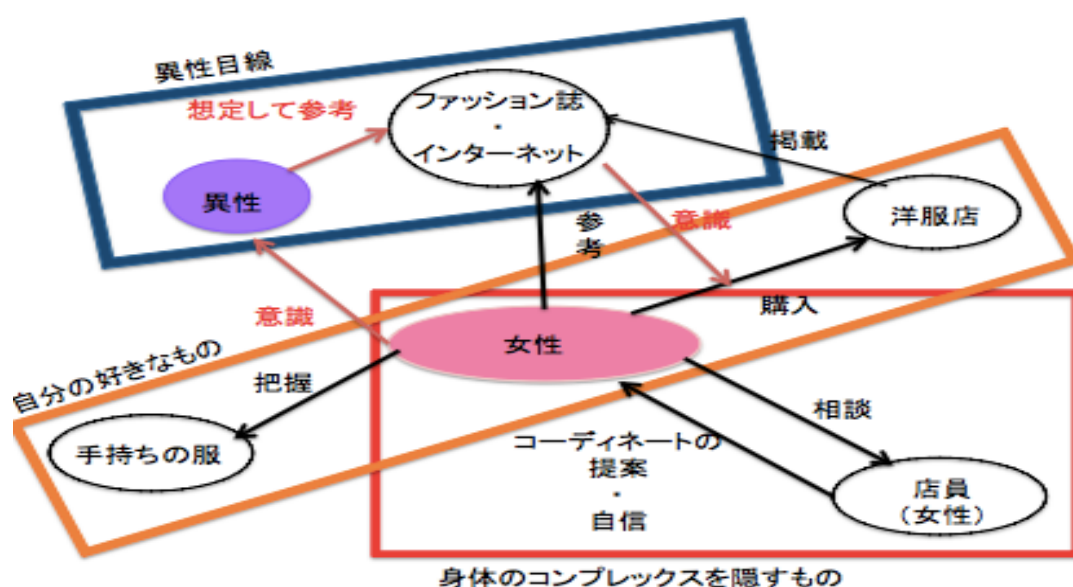 異性目線
想定して参考
ファッション誌
・
インターネット
掲載
異性
洋服店
参
考
意識
意識
購入
女性
自分の好きなもの
把握
相談
手持ちの服
コーディネートの
提案
・
自信
店員
(女性)
身体のコンプレックスを隠すもの